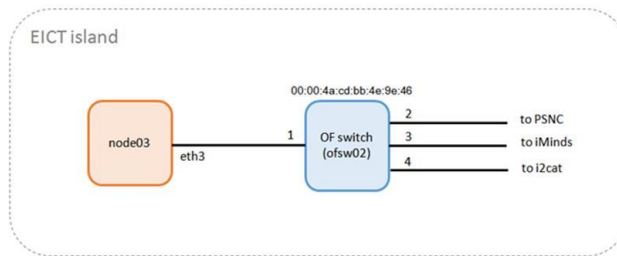 EICT island
00:00:4a:cd:bb:4e:9e:46
node03
eth3
1
OF switch
(ofsw02)
2
to PSNC
3
to iMinds
4
to i2cat